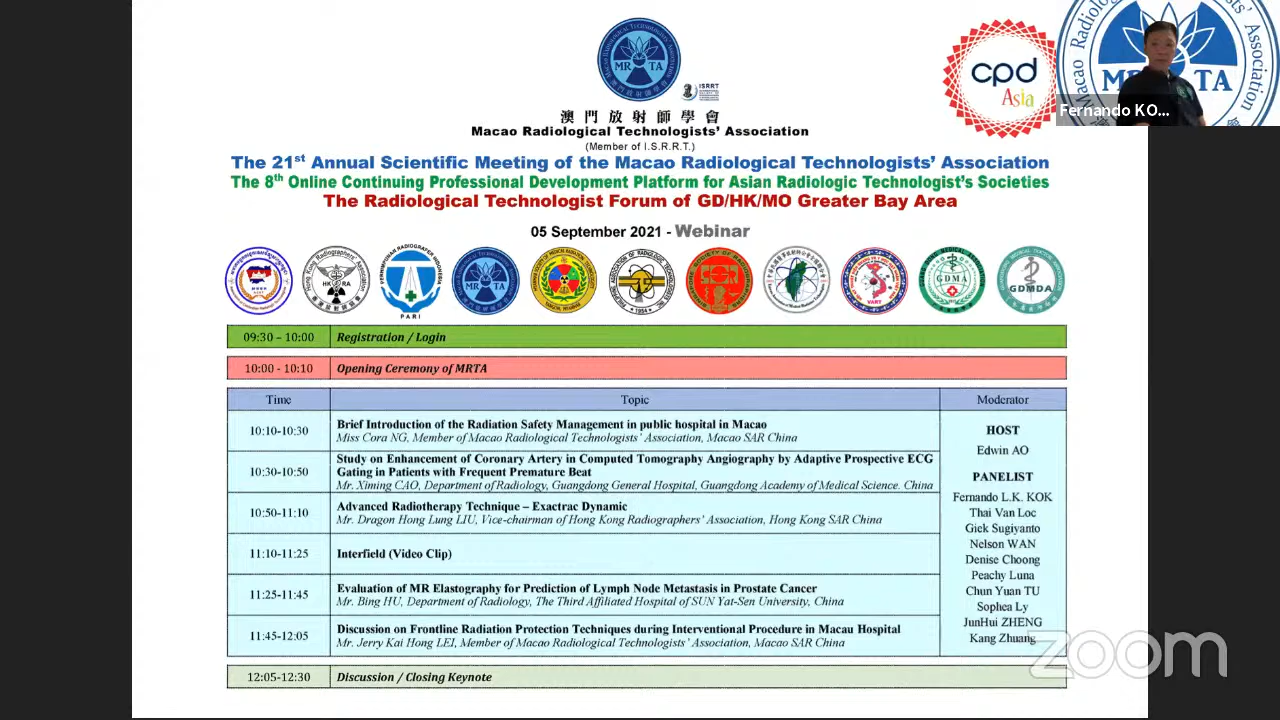 MR TA
ISRRT
澳門放射師學會
Macao Radiological Technologists' Association
(Member of I.S.R.R.T.)
cpd
Asia
Fernando KO...
The 21st Annual Scientific Meeting of the Macao Radiological Technologists' Association
The 8th Online Continuing Professional Development Platform for Asian Radiologic Technologist's Societies
The Radiological Technologist Forum of GD/HK/MO Greater Bay Area
05 September 2021 - Webinar
HK RA
PARI
MR TA
1954
SOR
VART
GDMA
GDMDA
09:30 – 10:00 Registration / Login
10:00 - 10:10 Opening Ceremony of MRTA
Time Topic Moderator
10:10-10:30 Brief Introduction of the Radiation Safety Management in public hospital in Macao
Miss Cora NG, Member of Macao Radiological Technologists' Association, Macao SAR China
10:30-10:50 Study on Enhancement of Coronary Artery in Computed Tomography Angiography by Adaptive Prospective ECG
Gating in Patients with Frequent Premature Beat
Mr. Ximing CAO, Department of Radiology, Guangdong General Hospital, Guangdong Academy of Medical Science. China
10:50-11:10 Advanced Radiotherapy Technique – Exactrac Dynamic
Mr. Dragon Hong Lung LIU, Vice-chairman of Hong Kong Radiographers' Association, Hong Kong SAR China
11:10-11:25 Interfield (Video Clip)
11:25-11:45 Evaluation of MR Elastography for Prediction of Lymph Node Metastasis in Prostate Cancer
Mr. Bing HU, Department of Radiology, The Third Affiliated Hospital of SUN Yat-Sen University, China
11:45-12:05 Discussion on Frontline Radiation Protection Techniques during Interventional Procedure in Macau Hospital
Mr. Jerry Kai Hong LEI, Member of Macao Radiological Technologists' Association, Macao SAR China
HOST
Edwin AO
PANELIST
Fernando L.K. KOK
Thai Van Loc
Giek Sugiyanto
Nelson WAN
Denise Choong
Peachy Luna
Chun Yuan TU
Sophea Ly
JunHui ZHENG
Kang Zhuang
12:05-12:30 Discussion / Closing Keynote
zoom